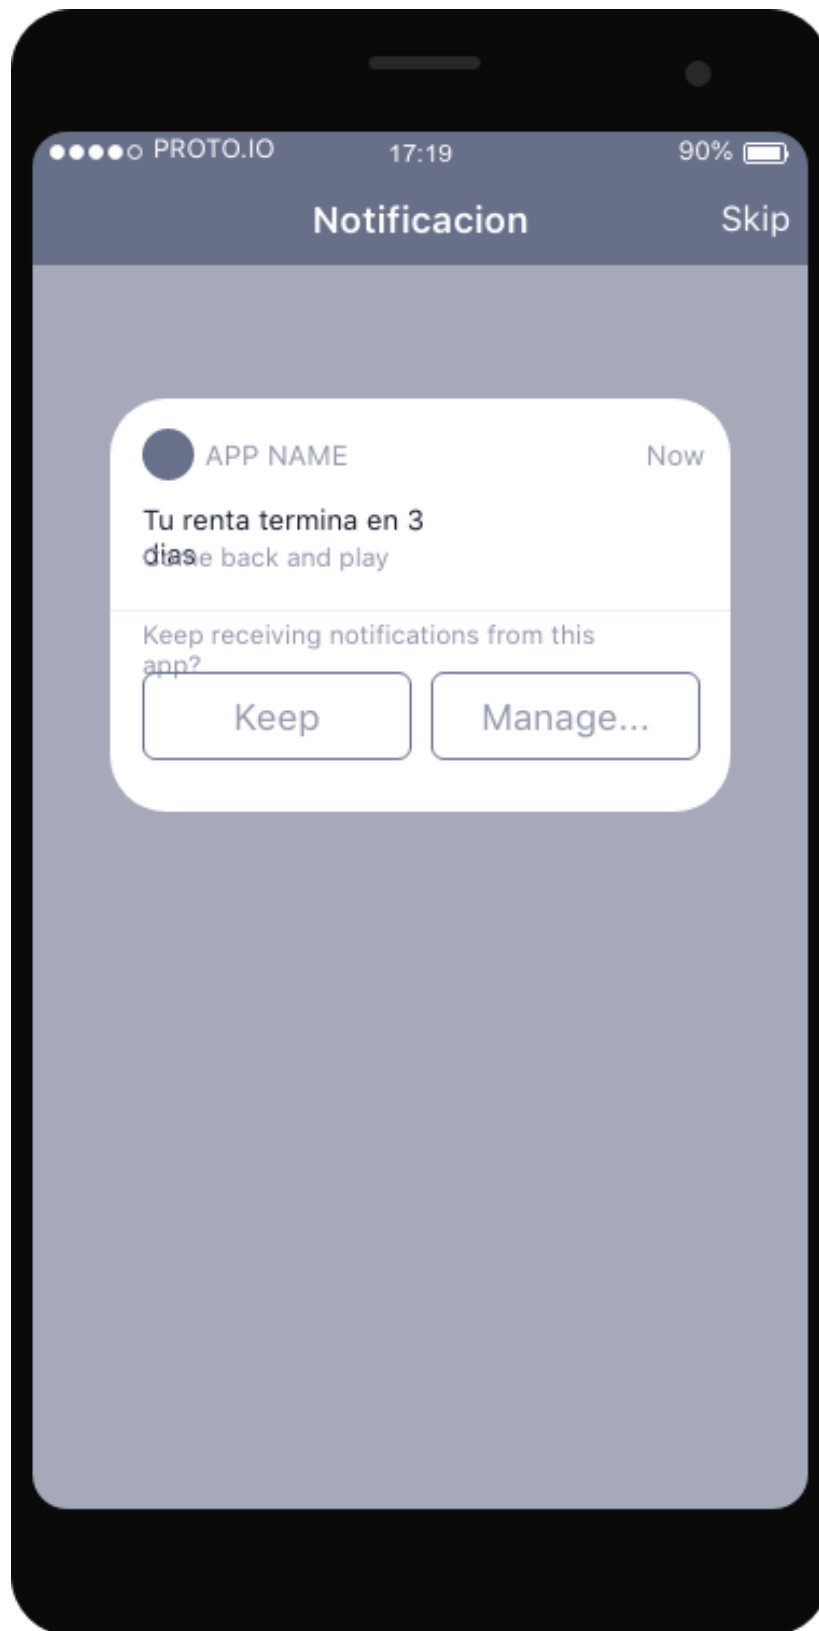 PROTO.IO 17:19 90%
Notificacion Skip
APP NAME Now
Tu renta termina en 3
dias
Come back and play
Keep receiving notifications from this
app?
Keep Manage...